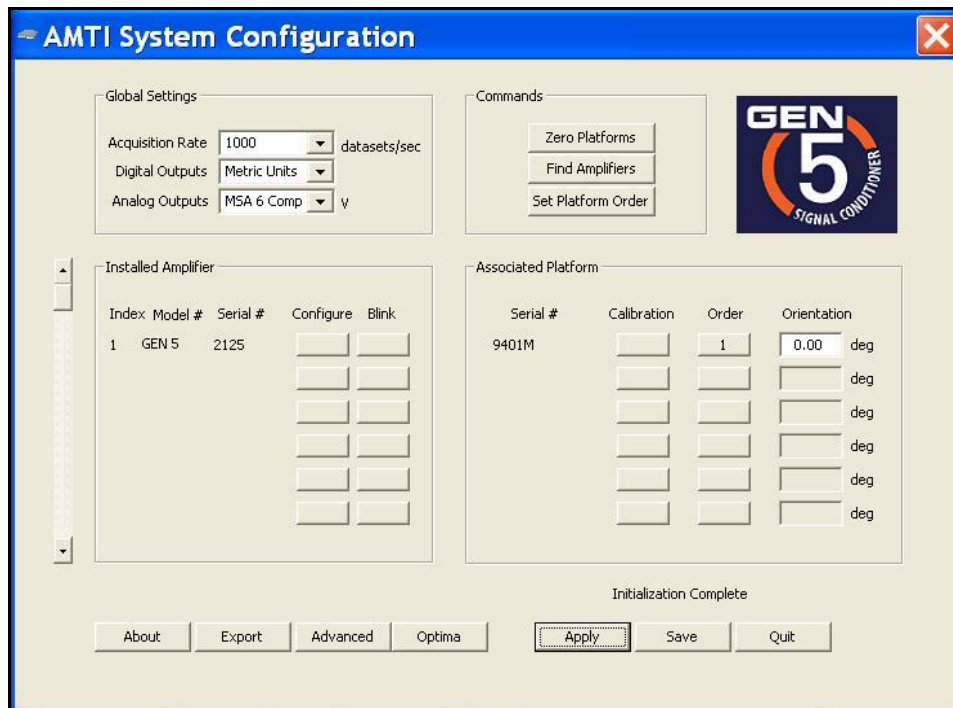 AMTI System Configuration
Global Settings
Acquisition Rate 1000 datasets/sec
Digital Outputs Metric Units
Analog Outputs MSA 6 Comp v
Commands
Zero Platforms
Find Amplifiers
Set Platform Order
GEN
5
SIGNAL CONDITIONER
Installed Amplifier
Index Model # Serial # Configure Blink
1 GEN 5 2125
Associated Platform
Serial # Calibration Order Orientation
9401M 1 0.00 deg
deg
deg
deg
deg
deg
Initialization Complete
About Export Advanced Optima Apply Save Quit